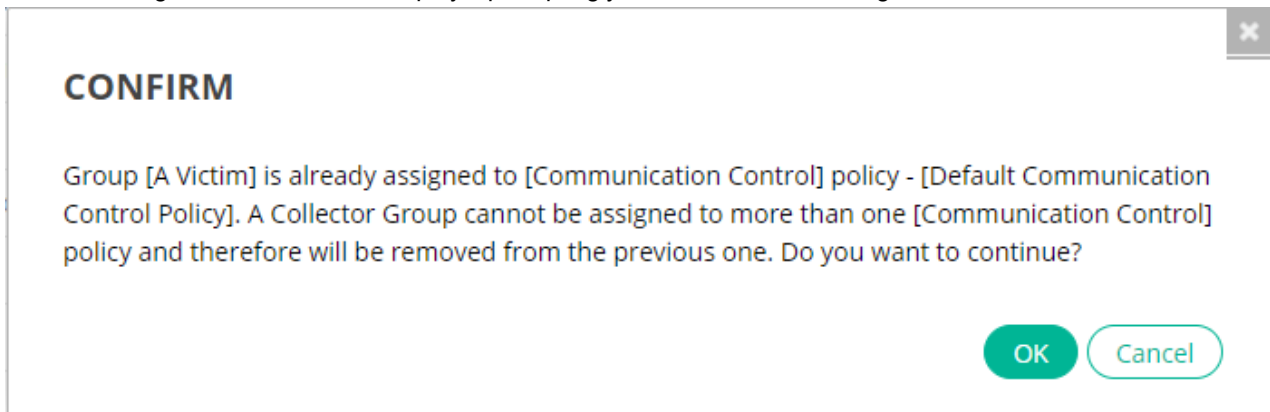 CONFIRM
Group [A Victim] is already assigned to [Communication Control] policy - [Default Communication
Control Policy]. A Collector Group cannot be assigned to more than one [Communication Control]
policy and therefore will be removed from the previous one. Do you want to continue?
OK Cancel